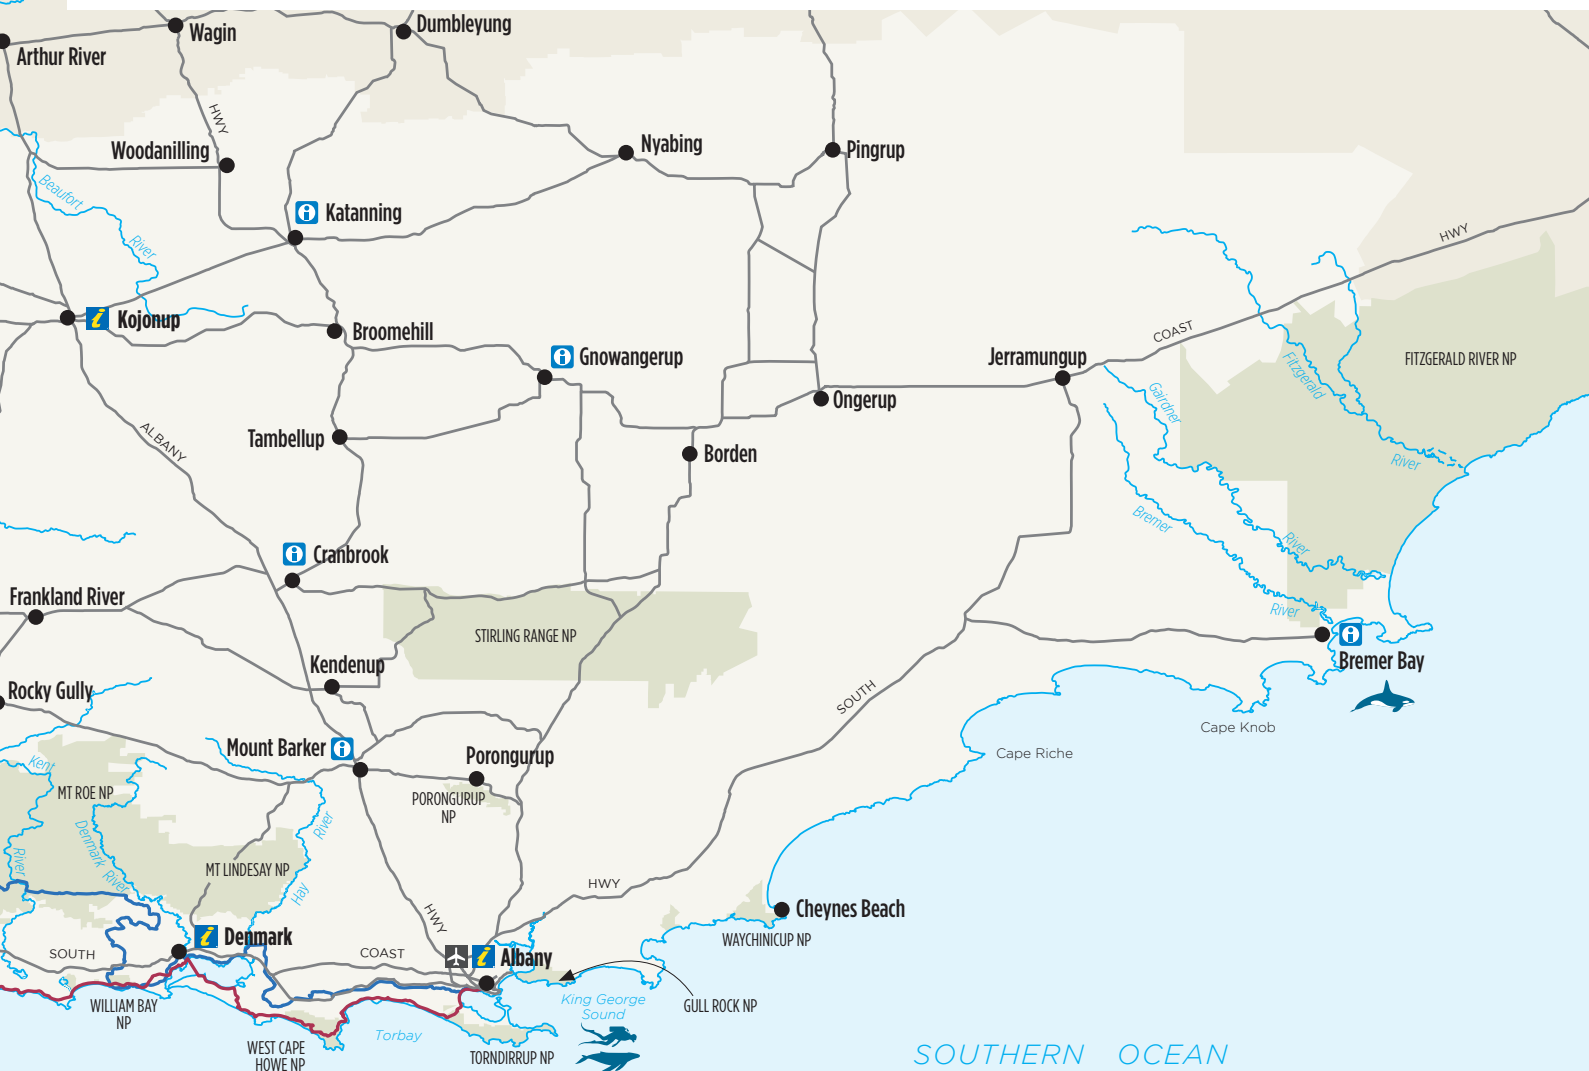 Dumbleyung
Wagin
Arthur River
HWY
Woodanilling
Nyabing
Pingrup
Beaufort
River
Katanning
HWY
Kojonup
Broomehill
Gnowangerup
COAST
Jerramungup
FITZGERALD RIVER NP
Fitzgerald
River
Gairdner
River
Ongerup
ALBANY
Tambellup
Borden
Bremer
River
Cranbrook
Frankland River
STIRLING RANGE NP
Kendenup
Bremer Bay
Rocky Gully
SOUTH
Cape Knob
Cape Riche
Mount Barker
Porongurup
Kent
River
MT ROE NP
PORONGURUP
NP
Denmark River
River
Hay
MT LINDESAY NP
HWY
HWY
Cheynes Beach
WAYCHINICUP NP
Denmark
SOUTH
COAST
Albany
WILLIAM BAY
NP
King George
Sound
GULL ROCK NP
Torbay
WEST CAPE
HOWE NP
TORNDIRRUP NP
SOUTHERN OCEAN